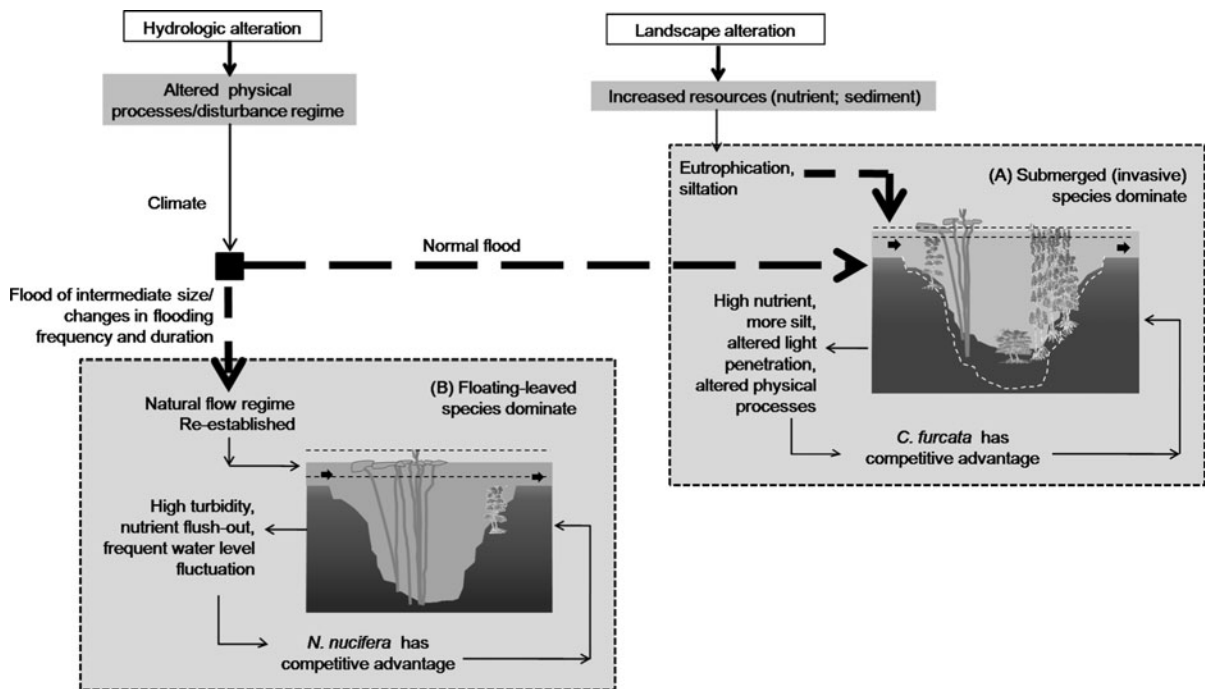 Hydrologic alteration
Altered physical
processes/disturbance regime
Climate
Normal flood
Flood of intermediate size/
changes in flooding
frequency and duration
Landscape alteration
Increased resources (nutrient; sediment)
Eutrophication,
siltation
(A) Submerged (invasive)
species dominate
High nutrient,
more silt,
altered light
penetration,
altered physical
processes
C. furcata has
competitive advantage
(B) Floating-leaved
species dominate
Natural flow regime
Re-established
High turbidity,
nutrient flush-out,
frequent water level
fluctuation
N. nucifera has
competitive advantage